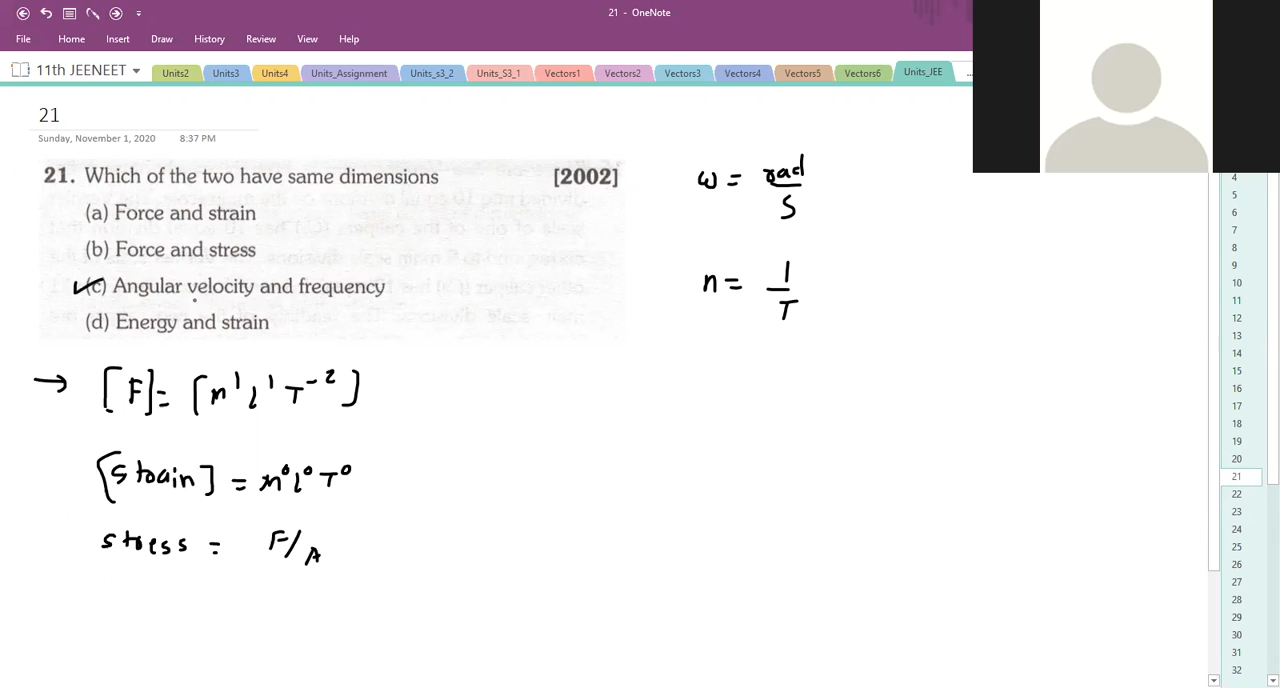 21 - OneNote
File Home Insert Draw History Review View Help
11th JEENEET Units2 Units3 Units4 Units_Assignment Units_s3_2 Units_S3_1 Vectors1 Vectors2 Vectors3 Vectors4 Vectors5 Vectors6 Units_JEE ...
21
Sunday, November 1, 2020 8:37 PM
21. Which of the two have same dimensions [2002]
(a) Force and strain
(b) Force and stress
(c) Angular velocity and frequency
(d) Energy and strain
ω = rad/s
n = 1/T
→ [F] = [M¹L¹T⁻²]
[Strain] = M⁰L⁰T⁰
stress = F/A
4
5
6
7
8
9
10
11
12
13
14
15
16
17
18
19
20
21
22
23
24
25
26
27
28
29
30
31
32